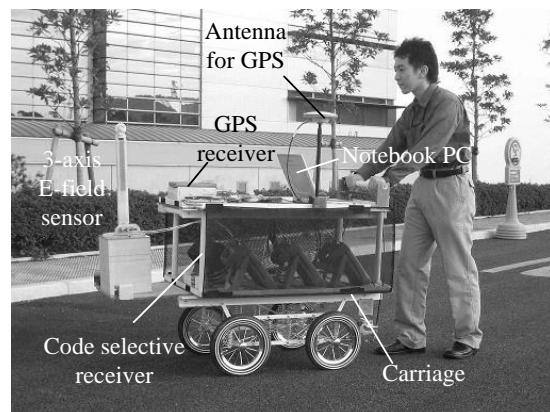 Antenna
for GPS
GPS
receiver
Notebook PC
3-axis
E-field
sensor
Code selective
receiver
Carriage